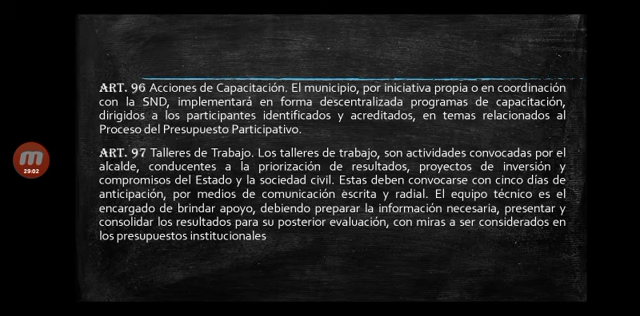 ART. 96 Acciones de Capacitación. El municipio, por iniciativa propia o en coordinación
con la SND, implementará en forma descentralizada programas de capacitación,
dirigidos a los participantes identificados y acreditados, en temas relacionados al
Proceso del Presupuesto Participativo.
ART. 97 Talleres de Trabajo. Los talleres de trabajo, son actividades convocadas por el
alcalde, conducentes a la priorización de resultados, proyectos de inversión y
compromisos del Estado y la sociedad civil. Estas deben convocarse con cinco días de
anticipación, por medios de comunicación escrita y radial. El equipo técnico es el
encargado de brindar apoyo, debiendo preparar la información necesaria, presentar y
consolidar los resultados para su posterior evaluación, con miras a ser considerados en
los presupuestos institucionales
29:02